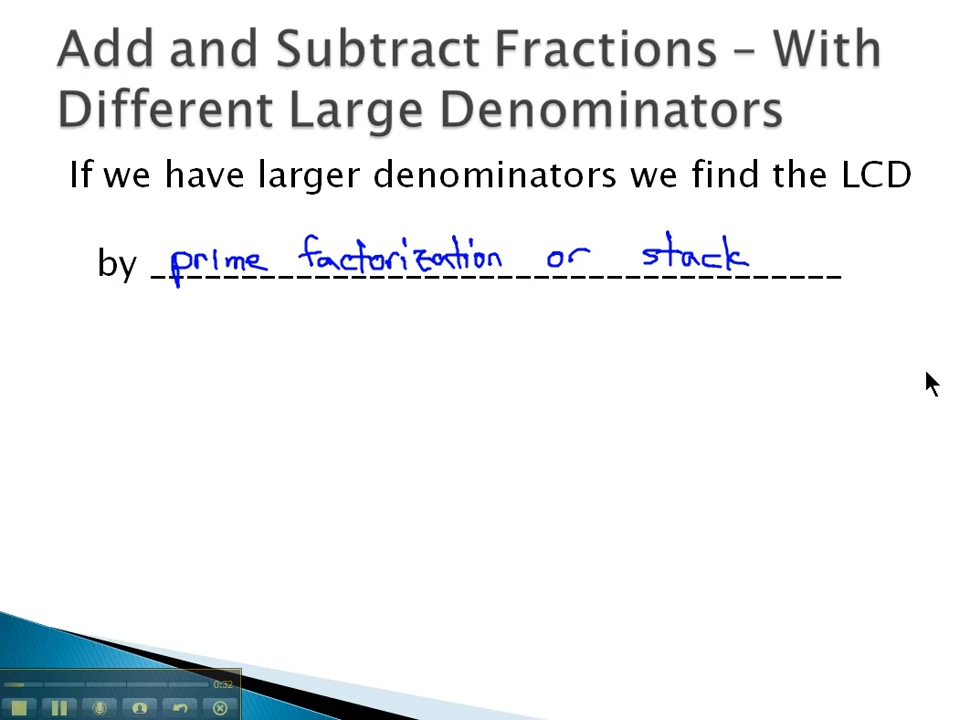 Add and Subtract Fractions – With
Different Large Denominators
If we have larger denominators we find the LCD
by prime factorization or stack
0:32